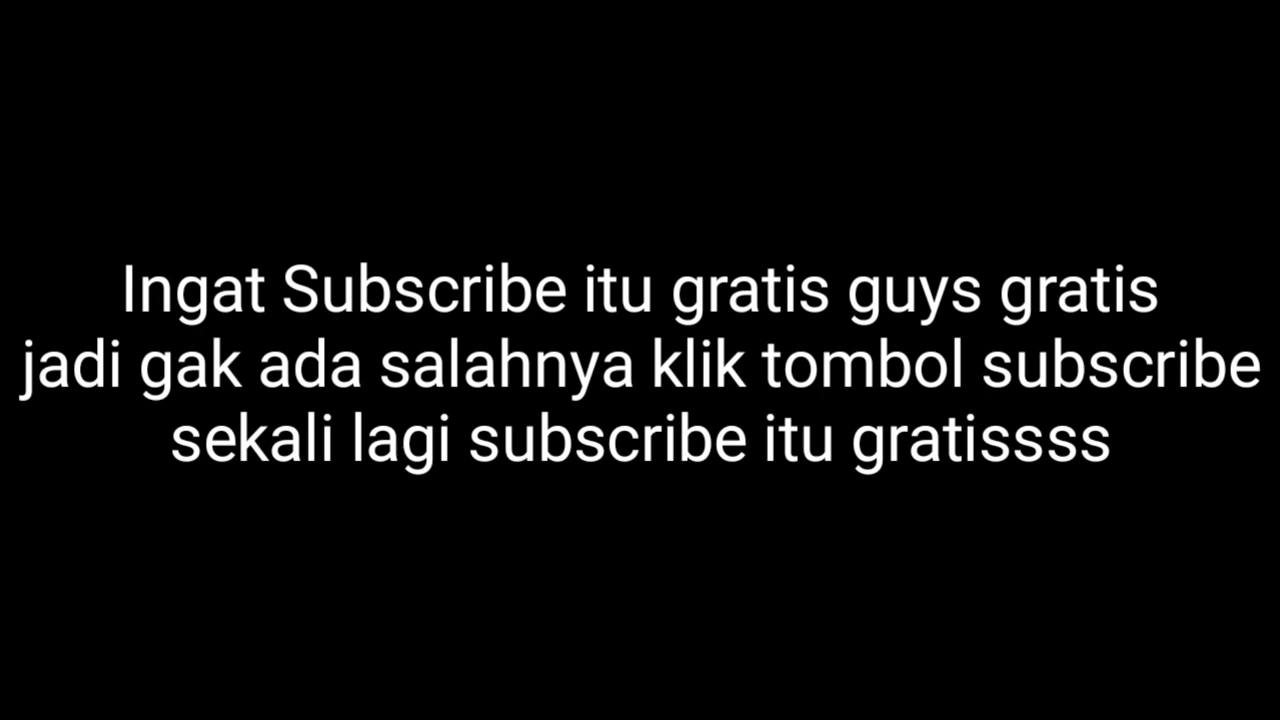 Ingat Subscribe itu gratis guys gratis
jadi gak ada salahnya klik tombol subscribe
sekali lagi subscribe itu gratissss